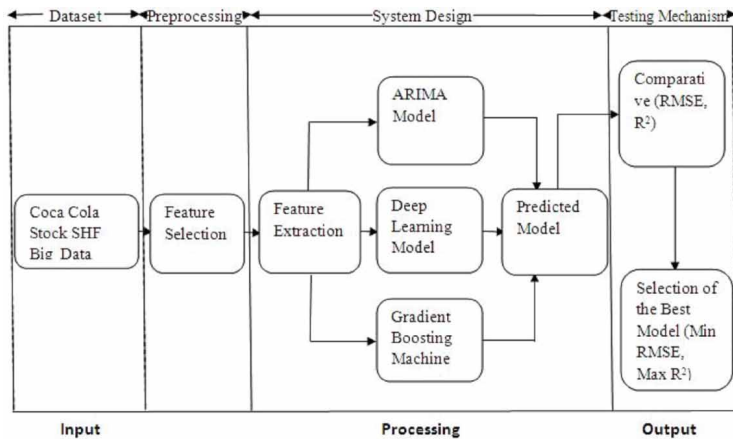 Dataset
Preprocessing
System Design
Testing Mechanism
Coca Cola
Stock SHF
Big Data
Feature
Selection
Feature
Extraction
ARIMA
Model
Deep
Learning
Model
Gradient
Boosting
Machine
Predicted
Model
Comparati
ve (RMSE,
R²)
Selection of
the Best
Model (Min
RMSE,
Max R²)
Input
Processing
Output